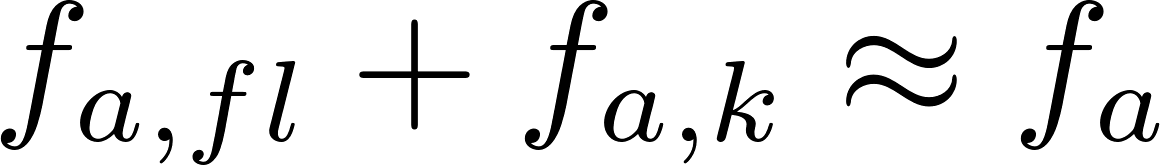 f_{a,fl} + f_{a,k} ≈ f_a